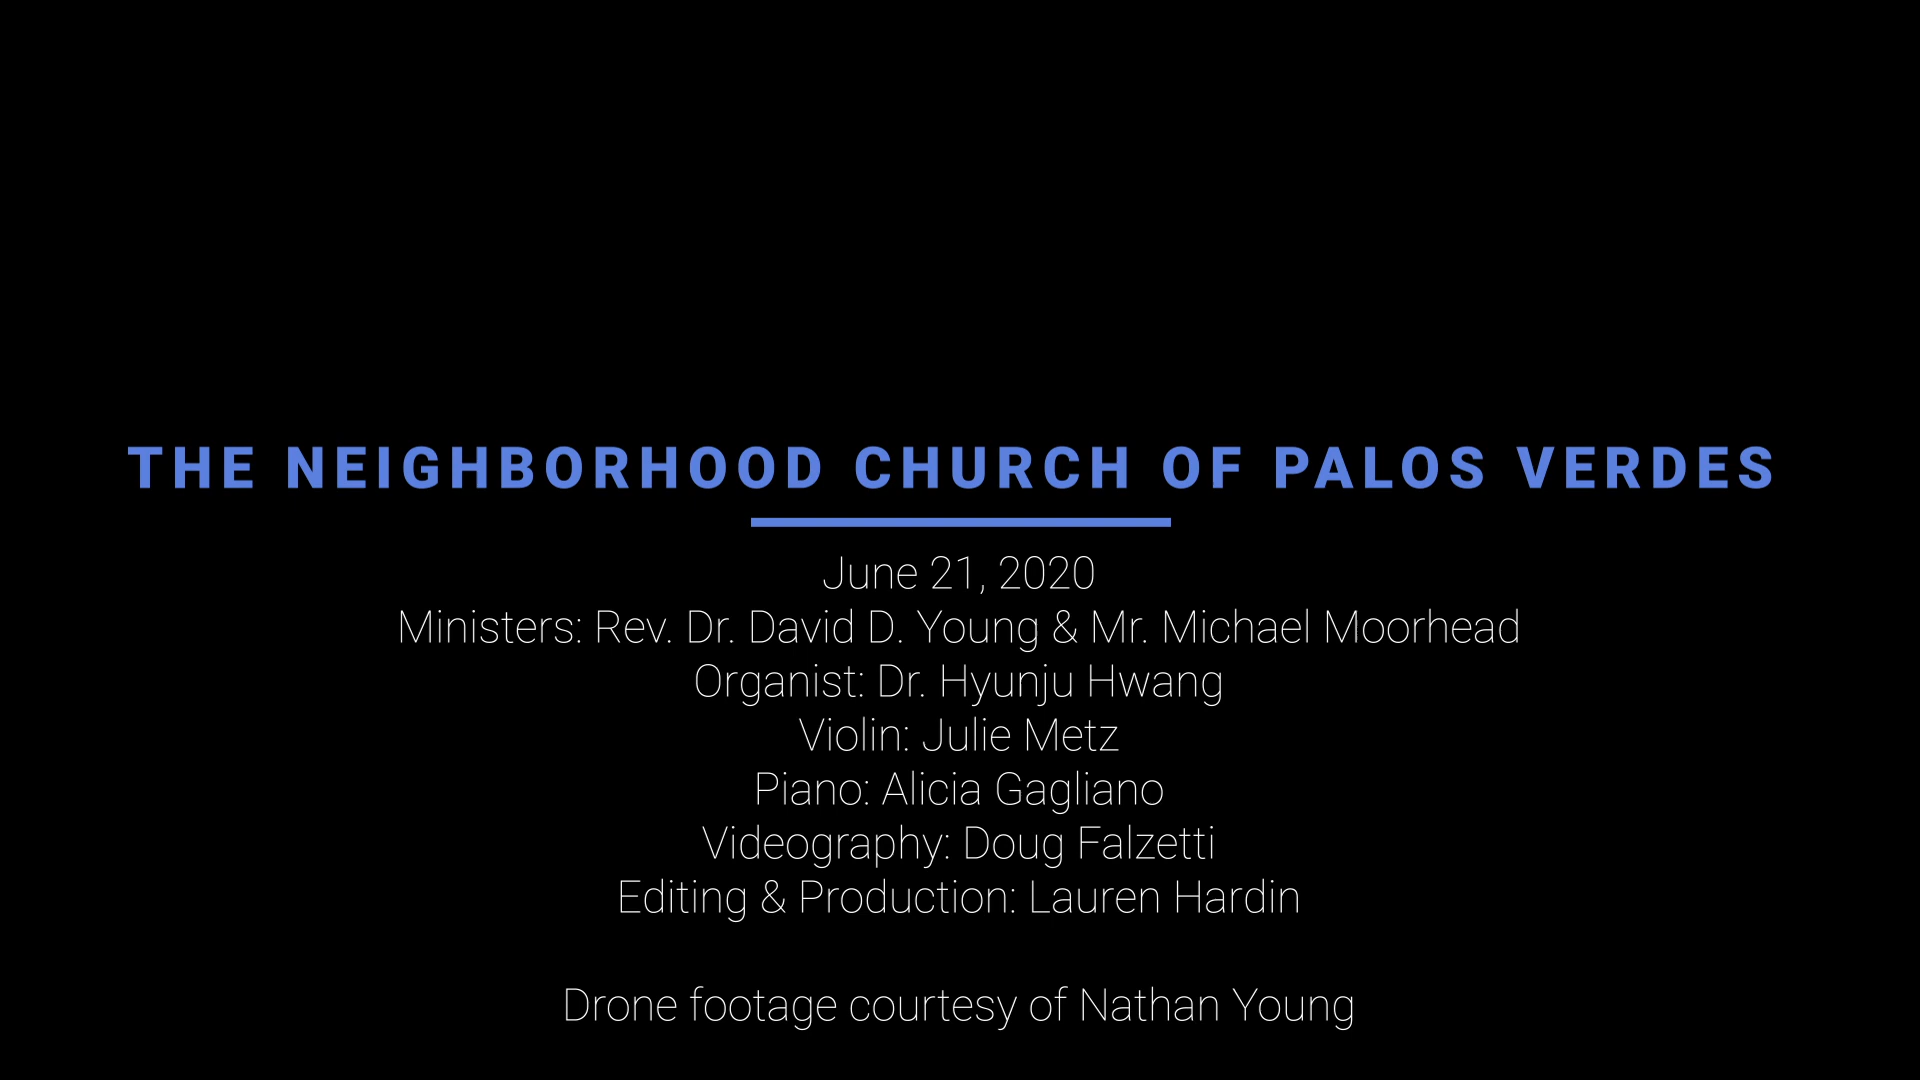 THE NEIGHBORHOOD CHURCH OF PALOS VERDES
June 21, 2020
Ministers: Rev. Dr. David D. Young & Mr. Michael Moorhead
Organist: Dr. Hyunju Hwang
Violin: Julie Metz
Piano: Alicia Gagliano
Videography: Doug Falzetti
Editing & Production: Lauren Hardin
Drone footage courtesy of Nathan Young